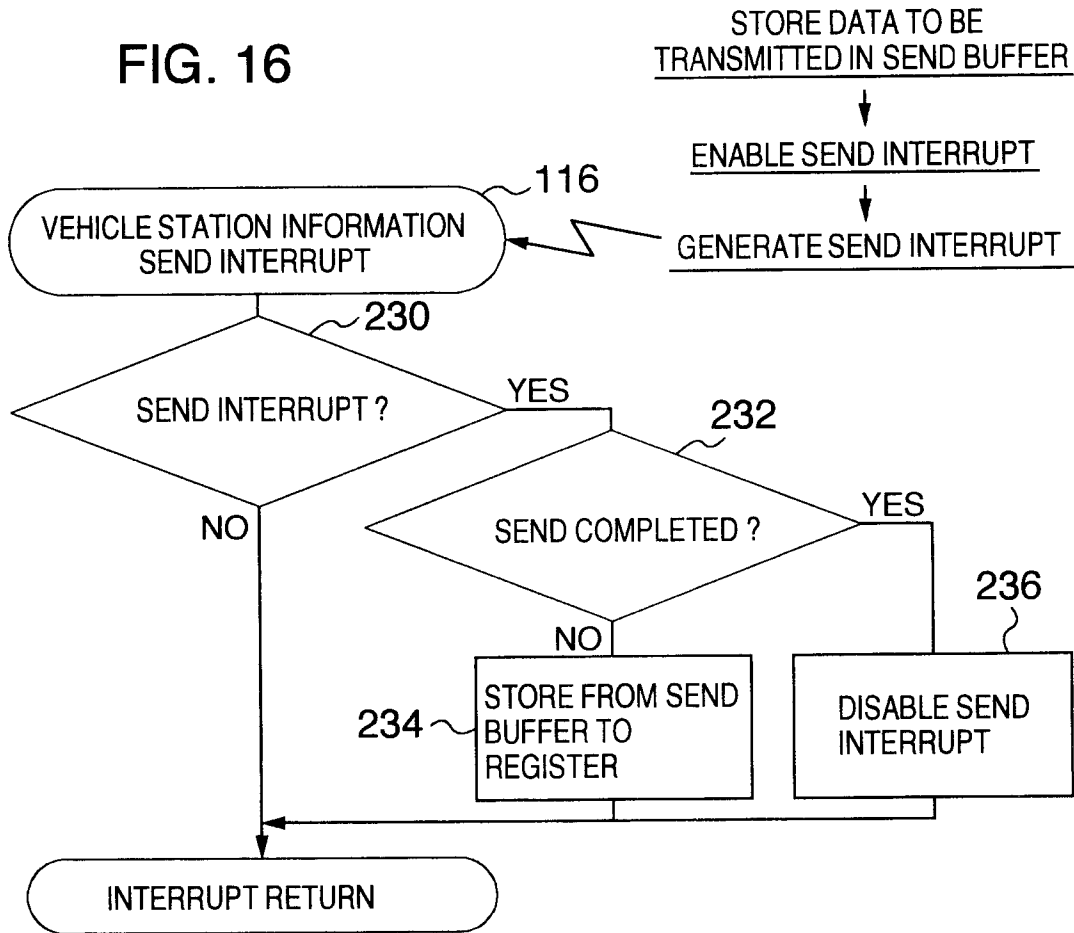 FIG. 16
STORE DATA TO BE
TRANSMITTED IN SEND BUFFER
ENABLE SEND INTERRUPT
GENERATE SEND INTERRUPT
116
VEHICLE STATION INFORMATION
SEND INTERRUPT
230
SEND INTERRUPT ?
YES
NO
232
SEND COMPLETED ?
YES
NO
234
STORE FROM SEND
BUFFER TO
REGISTER
236
DISABLE SEND
INTERRUPT
INTERRUPT RETURN